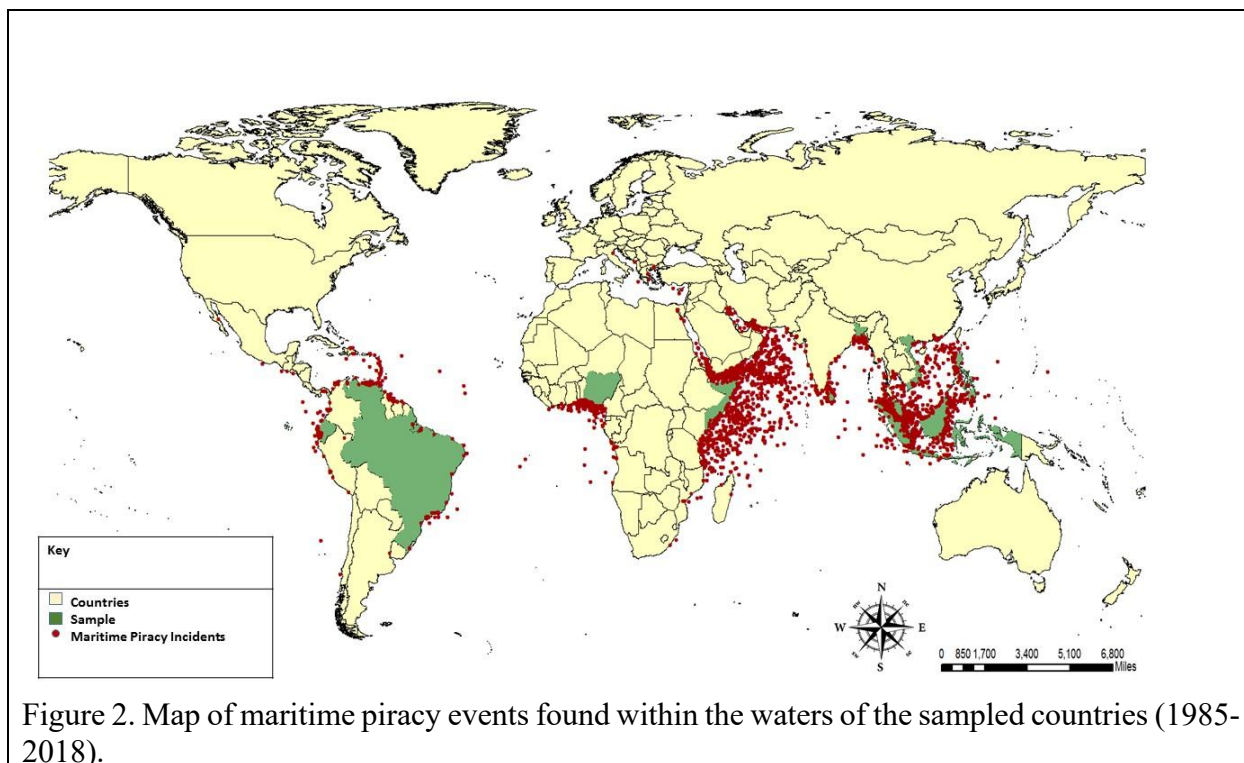 Key
Countries
Sample
Maritime Piracy Incidents
N
W E
S
0 850 1,700 3,400 5,100 6,800
Miles
Figure 2. Map of maritime piracy events found within the waters of the sampled countries (1985-
2018).